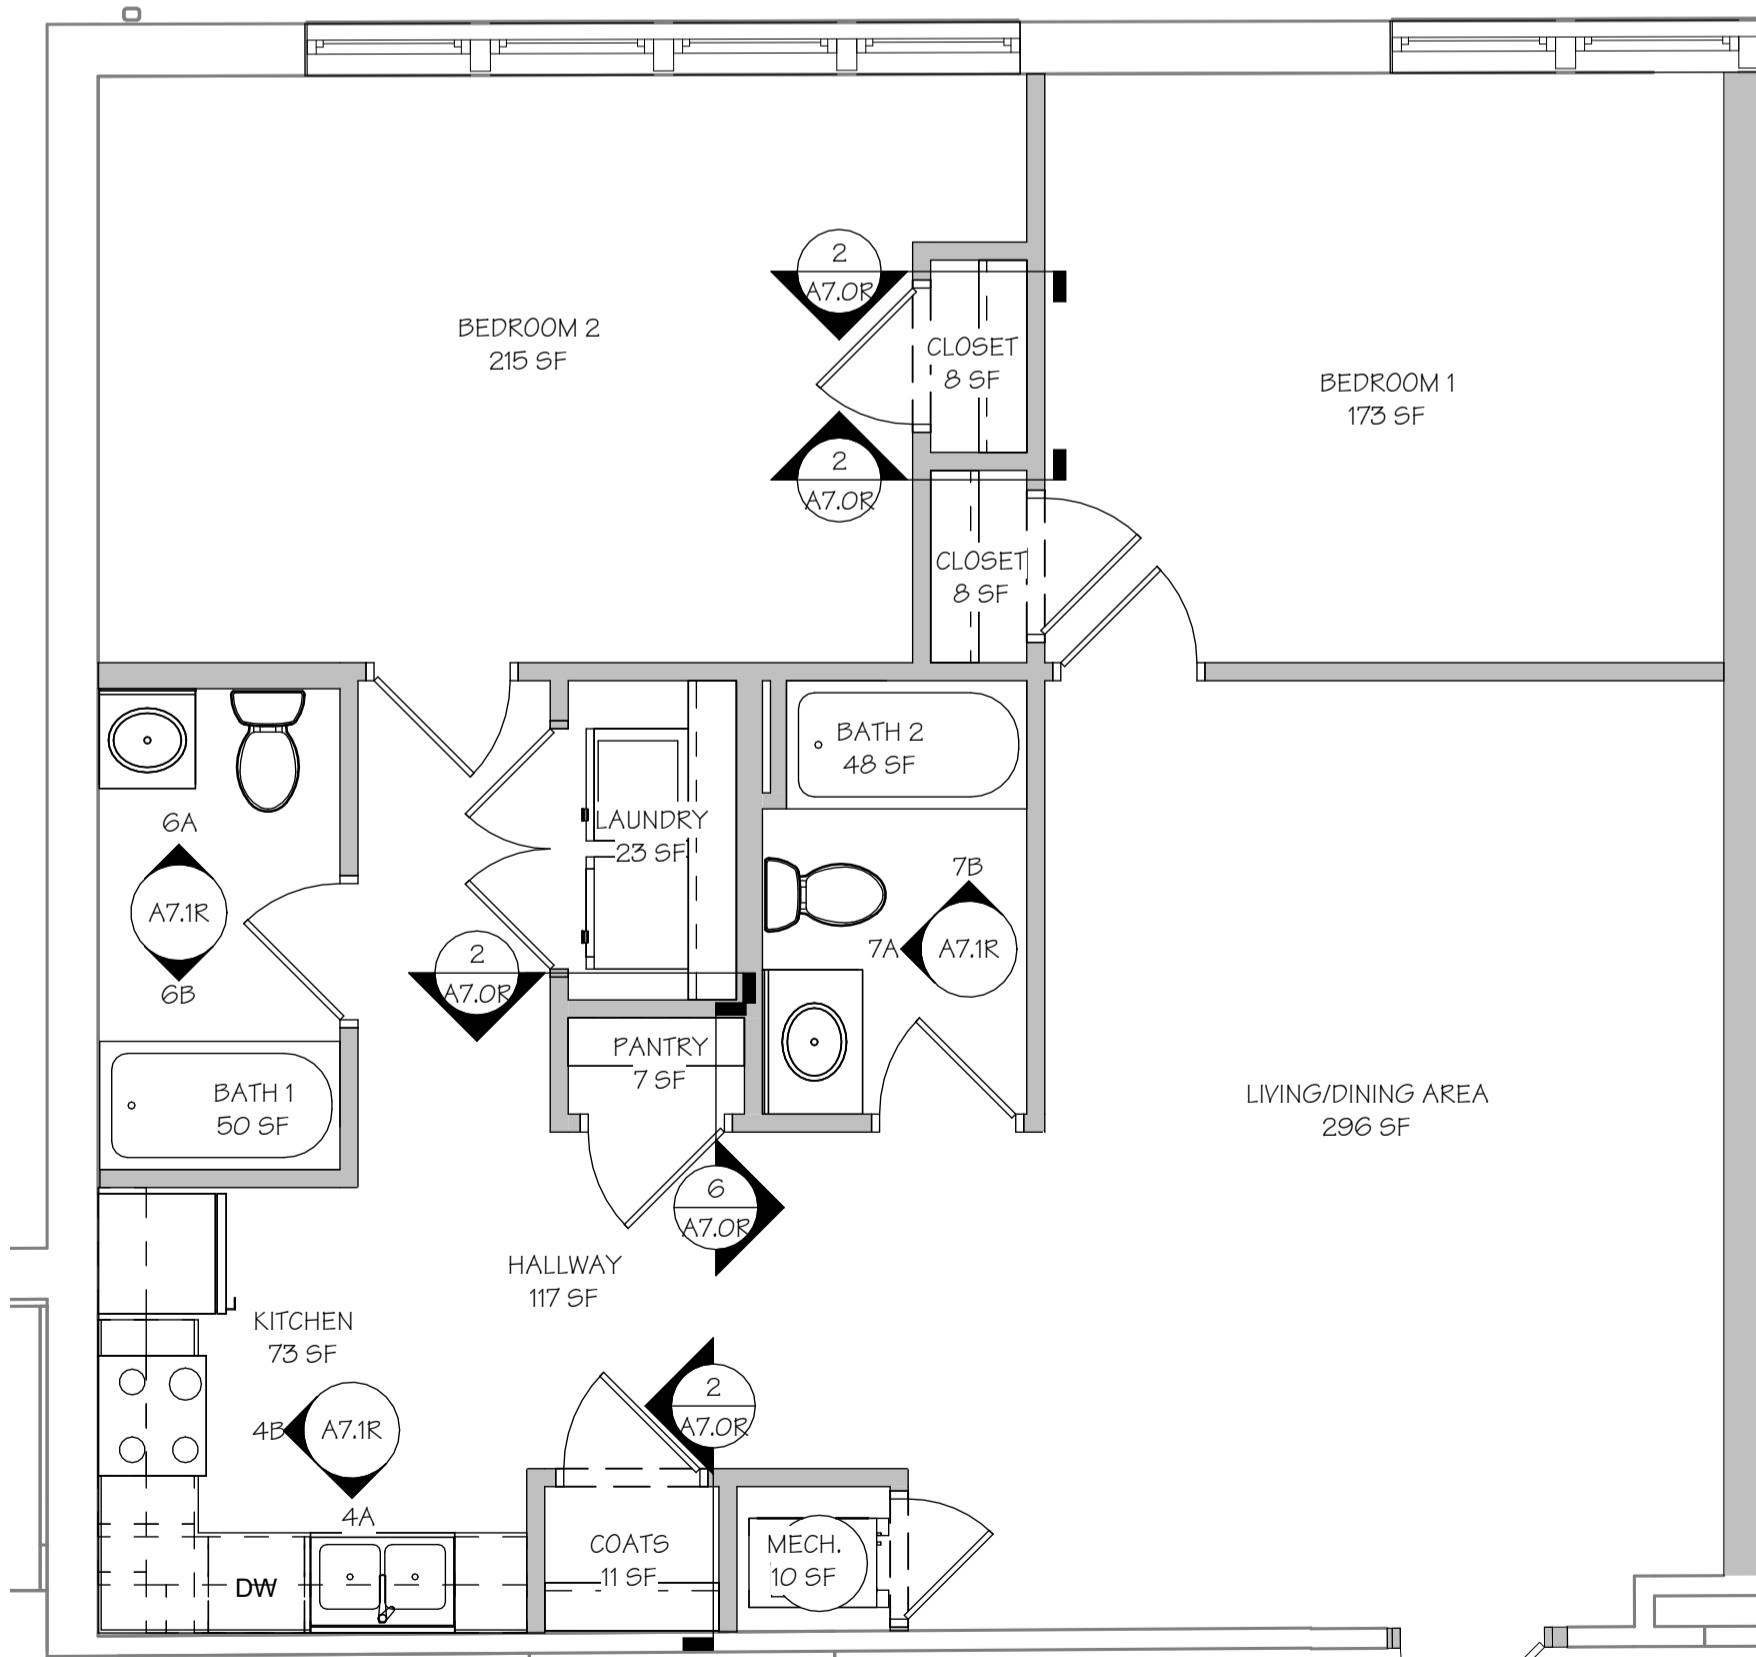 2
A7.0R
BEDROOM 2
215 SF
CLOSET
8 SF
BEDROOM 1
173 SF
2
A7.0R
CLOSET
8 SF
BATH 2
48 SF
6A
A7.1R
6B
LAUNDRY
23 SF
7B
7A
A7.1R
2
A7.0R
PANTRY
7 SF
BATH 1
50 SF
LIVING/DINING AREA
296 SF
6
A7.0R
HALLWAY
117 SF
KITCHEN
73 SF
2
A7.0R
4B
A7.1R
4A
COATS
11 SF
MECH.
10 SF
DW